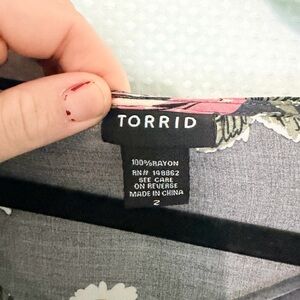 TORRID
100%RAYON
RN# 148862
SEE CARE
ON REVERSE
MADE IN CHINA
2